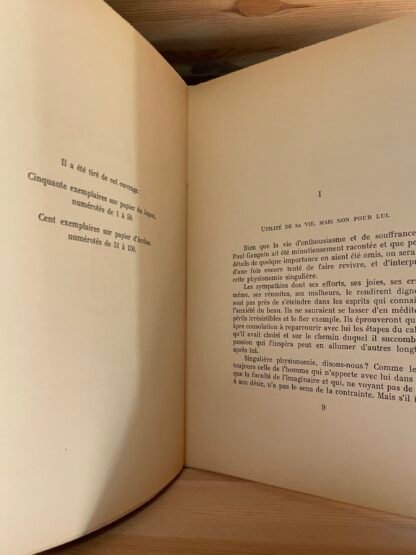 Il a été tiré de cet ouvrage :
Cinquante exemplaires sur papier du Japon,
numérotés de 1 à 50.
Cent exemplaires sur papier d'Arches,
numérotés de 51 à 150.
I
UTILITÉ DE SA VIE, MAIS NON POUR LUI.
Bien que la vie d'enthousiasme et de souffrance
Paul Gauguin ait été minutieusement racontée et que pe
détails de quelque importance en aient été omis, on sera
d'une fois encore tenté de faire revivre, et d'interpr
cette physionomie singulière.
Les sympathies dont ses efforts, ses joies, ses err
ses réussites, ses malheurs, le rendirent digne
sont pas près de s'éteindre dans les esprits qui connai
l'anxiété du beau. Ils ne sauraient se lasser d'en médite
périls irrésistibles et le fier exemple. Ils éprouveront qu
âpre consolation à reparcourir avec lui les étapes du cal
qu'il avait choisi et sur le chemin duquel il succomb
passion qui l'inspira peut en allumer d'autres longt
après lui.
Singulière physionomie, disons-nous? Comme le
toujours celle de l'homme qui n'apporte avec lui dans
que la faculté de l'imaginaire et qui, ne voyant pas de
à son désir, n'a pas le sens de la contrainte. Mais s'il i
9